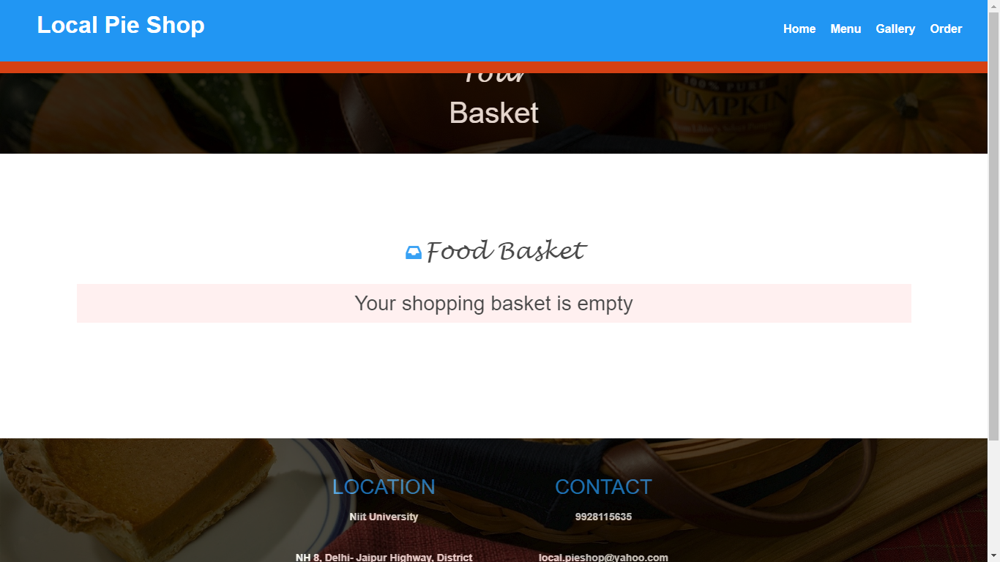 Local Pie Shop
Home Menu Gallery Order
Your
Basket
100% PURE
PUMPKIN
Food Basket
Your shopping basket is empty
LOCATION
CONTACT
Niit University
9928115635
NH 8, Delhi- Jaipur Highway, District
local.pieshop@yahoo.com